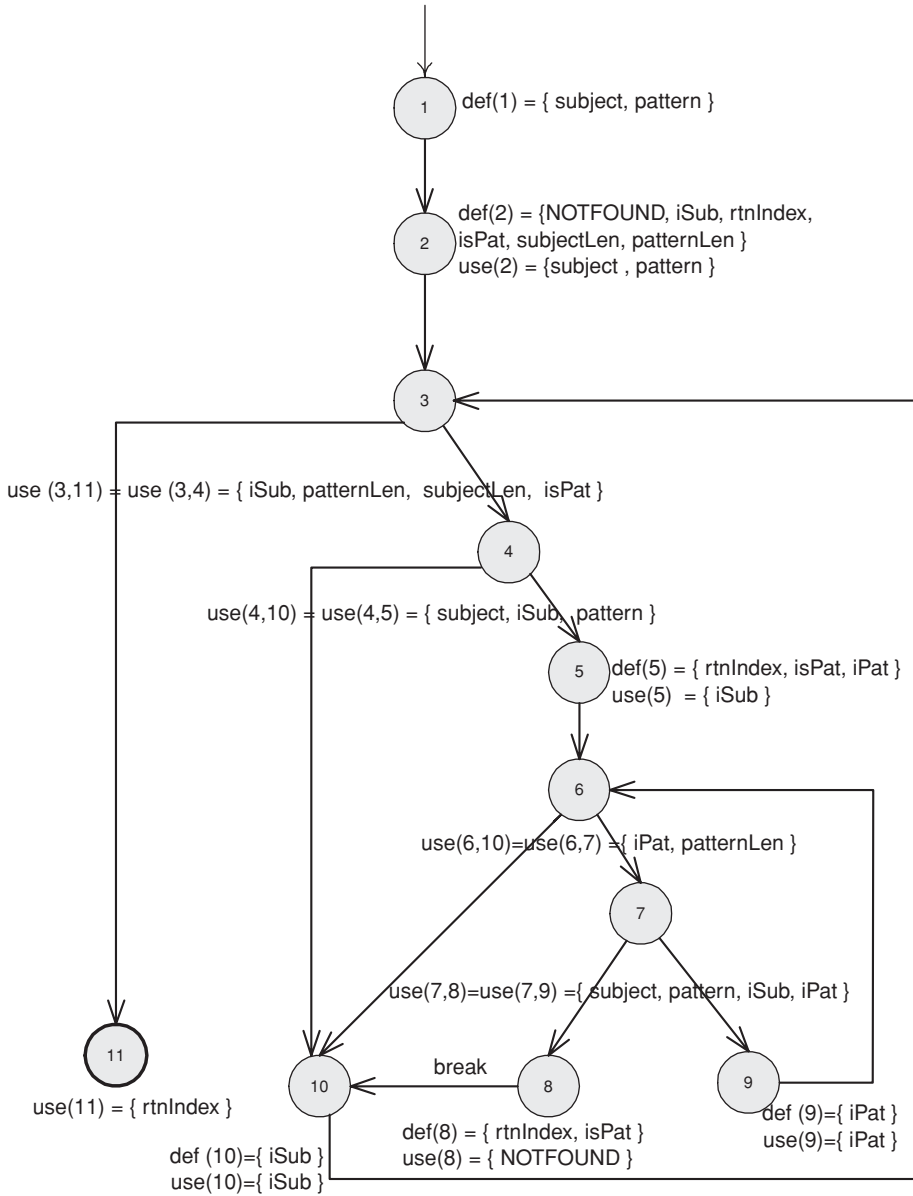 1
def(1) = { subject, pattern }
def(2) = {NOTFOUND, iSub, rtnIndex,
2
isPat, subjectLen, patternLen }
use(2) = {subject , pattern }
3
use (3,11) = use (3,4) = { iSub, patternLen, subjectLen, isPat }
4
use(4,10) = use(4,5) = { subject, iSub, pattern }
5
def(5) = { rtnIndex, isPat, iPat }
use(5) = { iSub }
6
use(6,10)=use(6,7) ={ iPat, patternLen }
7
use(7,8)=use(7,9) ={ subject, pattern, iSub, iPat }
11
use(11) = { rtnIndex }
10
break
8
9
def (10)={ iSub }
use(10)={ iSub }
def(8) = { rtnIndex, isPat }
use(8) = { NOTFOUND }
def (9)={ iPat }
use(9)={ iPat }